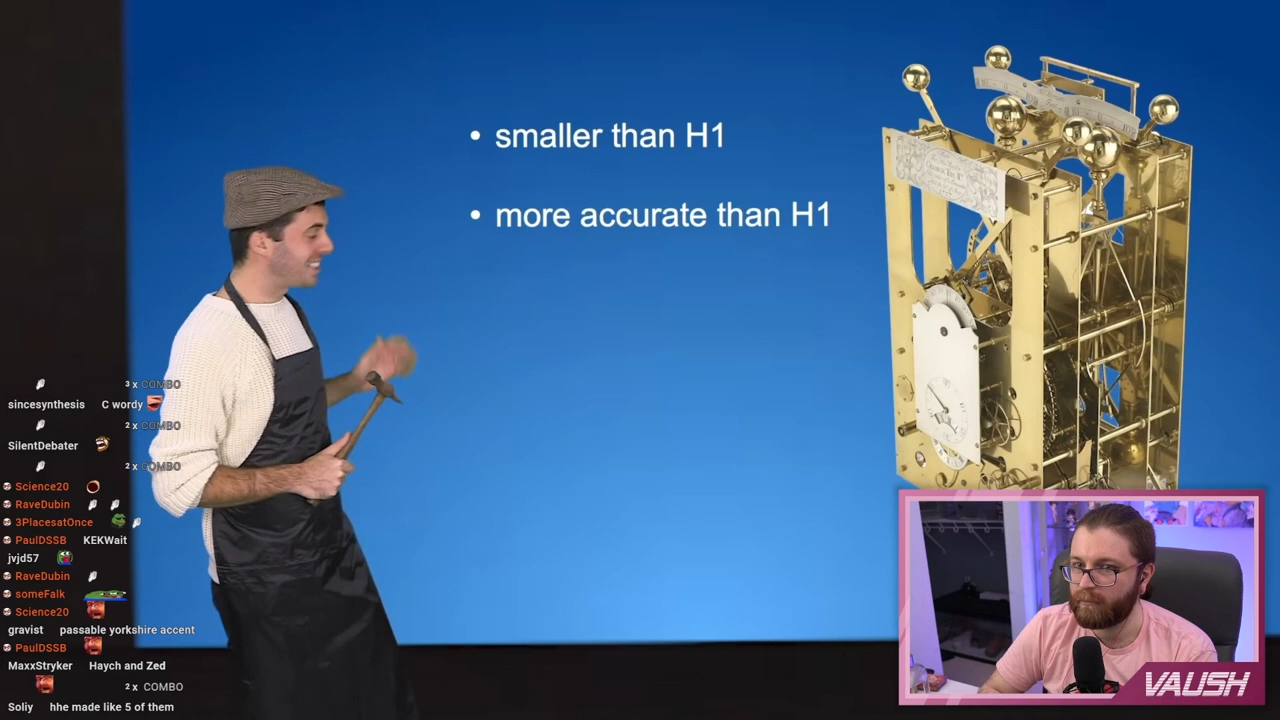 • smaller than H1
• more accurate than H1
3 x COMBO
sincesynthesis C wordy
2 x COMBO
SilentDebater
2 x COMBO
Science20
RaveDubin
3PlacesatOnce
PaulDSSB KEKWait
jvjd57
RaveDubin
someFalk
Science20
gravist passable yorkshire accent
PaulDSSB
MaxxStryker Haych and Zed
2 x COMBO
Soliy hhe made like 5 of them
VAUSH